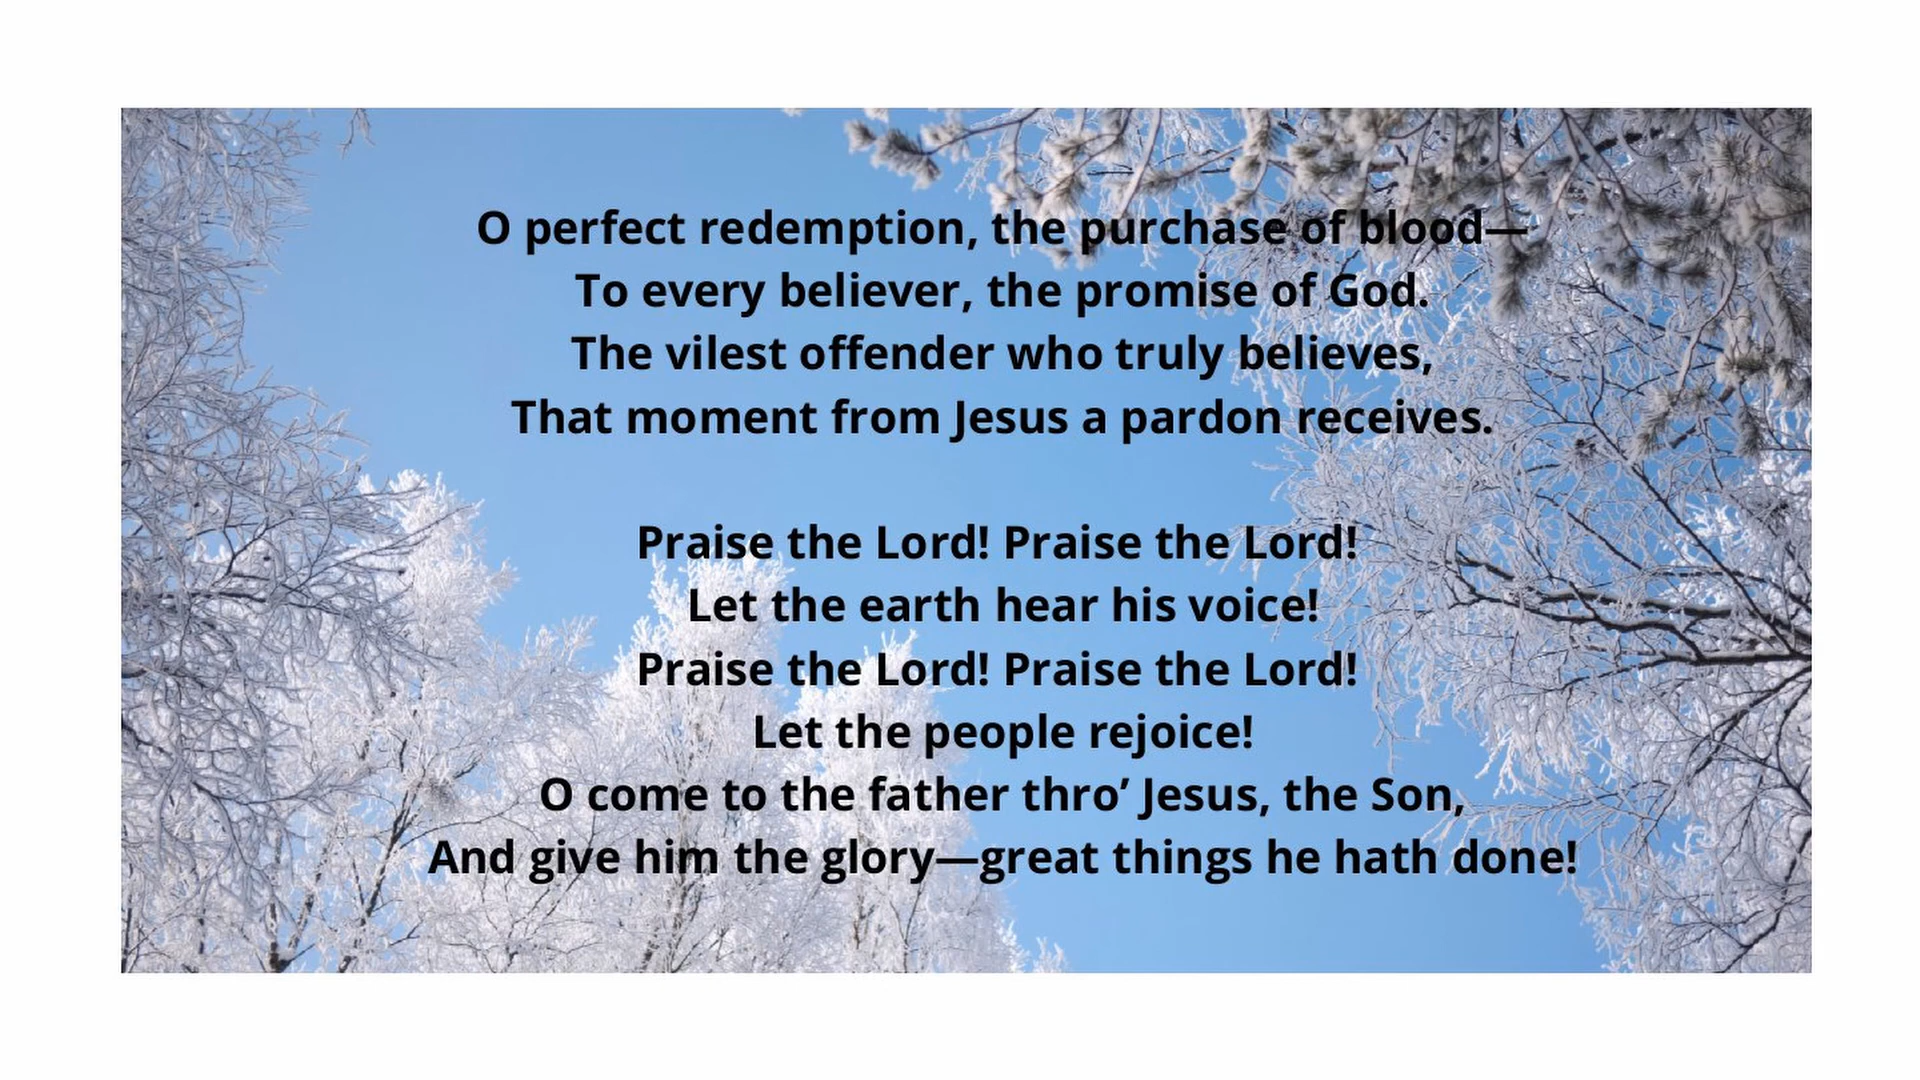 O perfect redemption, the purchase of blood—
To every believer, the promise of God.
The vilest offender who truly believes,
That moment from Jesus a pardon receives.
Praise the Lord! Praise the Lord!
Let the earth hear his voice!
Praise the Lord! Praise the Lord!
Let the people rejoice!
O come to the father thro’ Jesus, the Son,
And give him the glory—great things he hath done!